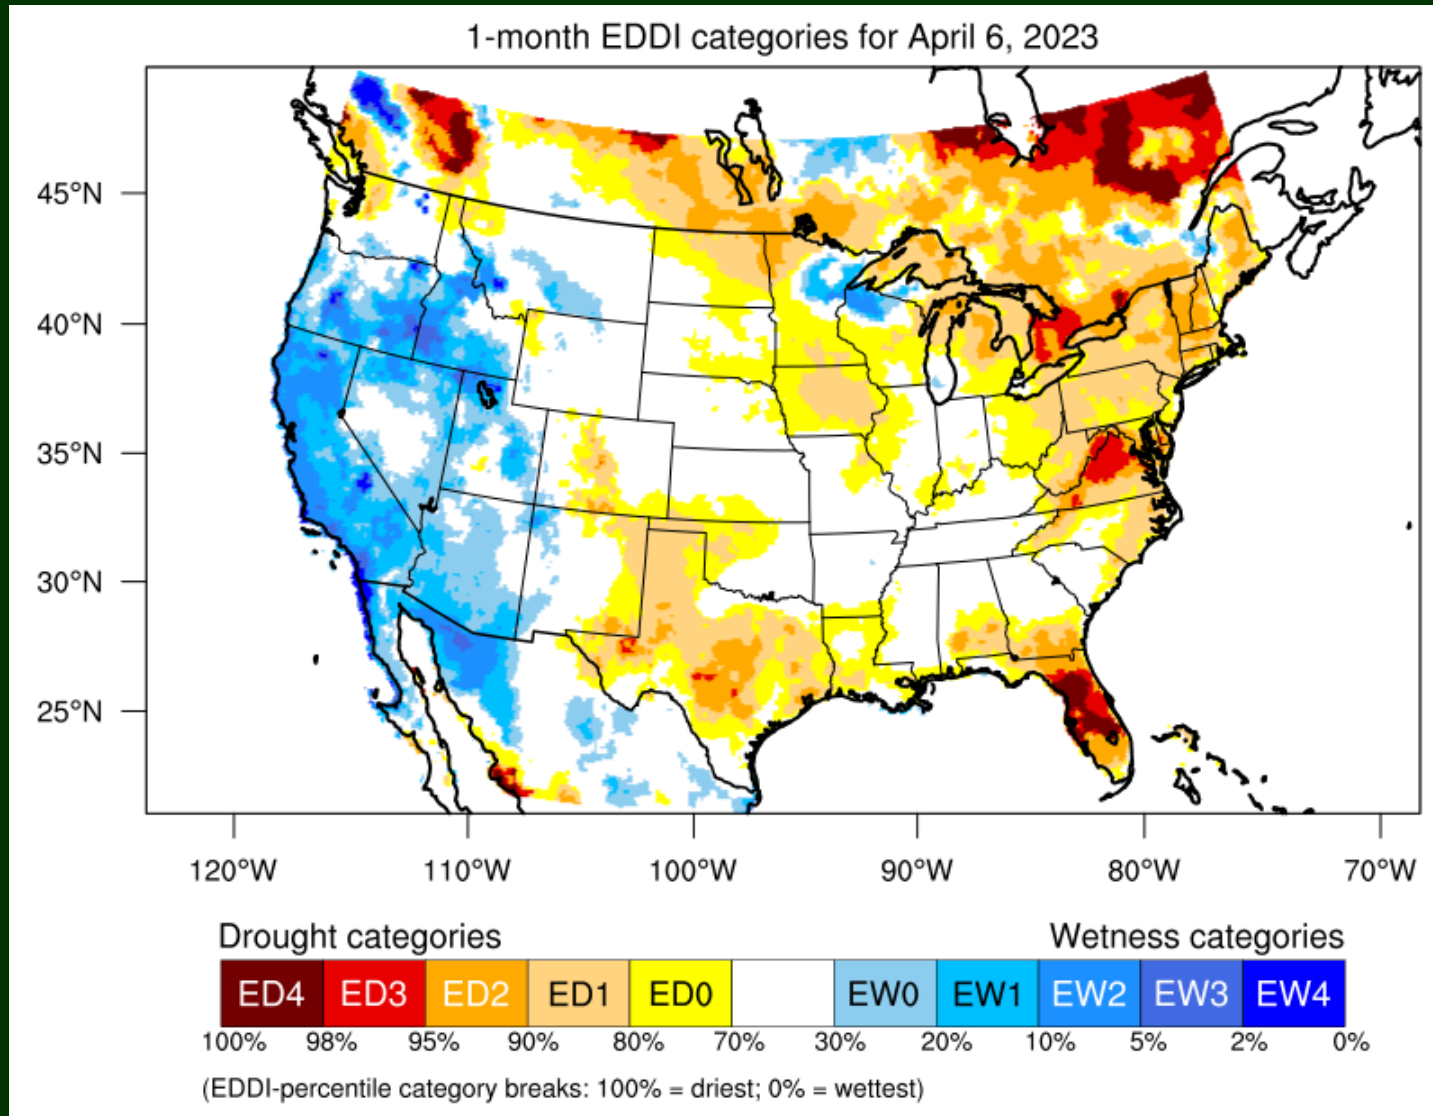 1-month EDDI categories for April 6, 2023
45°N
40°N
35°N
30°N
25°N
120°W 110°W 100°W 90°W 80°W 70°W
Drought categories Wetness categories
ED4 ED3 ED2 ED1 ED0 EW0 EW1 EW2 EW3 EW4
100% 98% 95% 90% 80% 70% 30% 20% 10% 5% 2% 0%
(EDDI-percentile category breaks: 100% = driest; 0% = wettest)